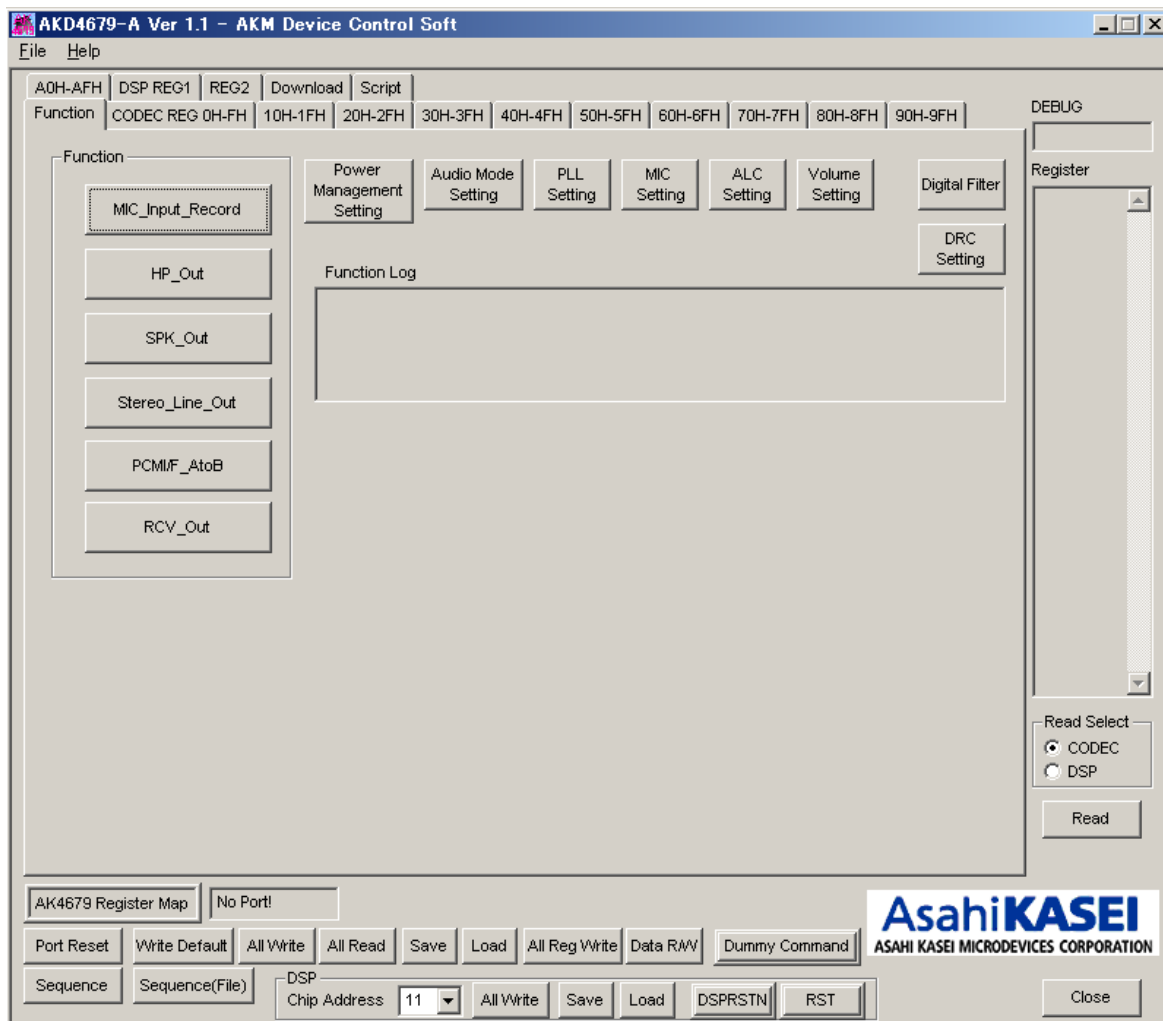 AKD4679-A Ver 1.1 - AKM Device Control Soft
File Help
A0H-AFH DSP REG1 REG2 Download Script
Function CODEC REG 0H-FH 10H-1FH 20H-2FH 30H-3FH 40H-4FH 50H-5FH 60H-6FH 70H-7FH 80H-8FH 90H-9FH
DEBUG
Function
MIC_Input_Record
HP_Out
SPK_Out
Stereo_Line_Out
PCMI/F_AtoB
RCV_Out
Power
Management
Setting
Audio Mode
Setting
PLL
Setting
MIC
Setting
ALC
Setting
Volume
Setting
Digital Filter
DRC
Setting
Function Log
Register
Read Select
CODEC
DSP
Read
AK4679 Register Map No Port!
AsahiKASEI
ASAHI KASEI MICRODEVICES CORPORATION
Port Reset Write Default All Write All Read Save Load All Reg Write Data R/W Dummy Command
Sequence Sequence(File)
DSP
Chip Address 11 All Write Save Load DSPRSTN RST
Close